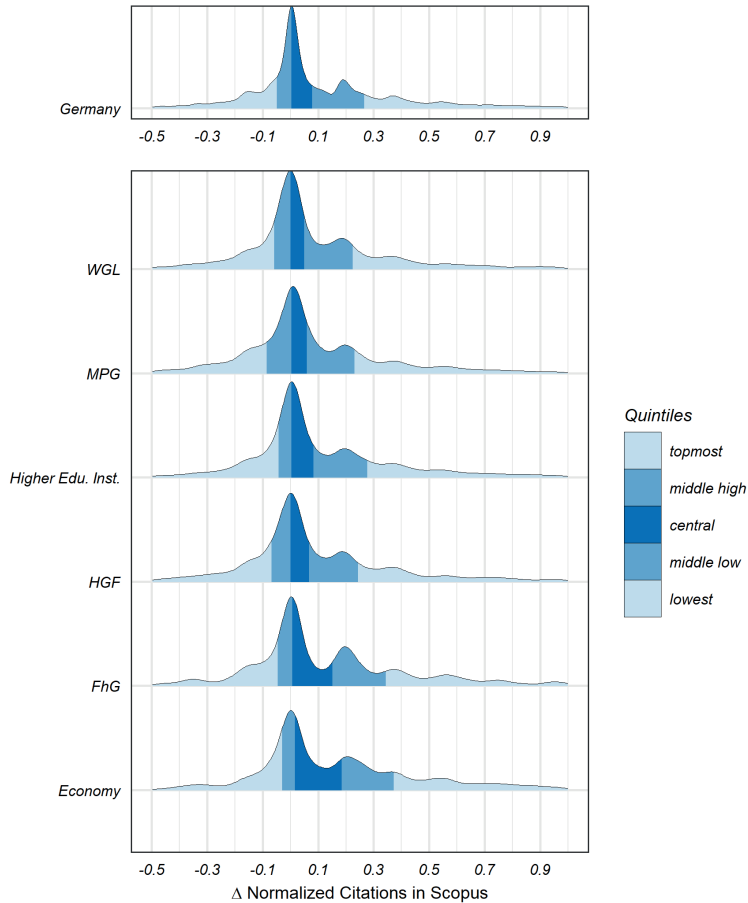 Germany
-0.5 -0.3 -0.1 0.1 0.3 0.5 0.7 0.9
WGL
MPG
Higher Edu. Inst.
HGF
FhG
Economy
-0.5 -0.3 -0.1 0.1 0.3 0.5 0.7 0.9
Δ Normalized Citations in Scopus
Quintiles
topmost
middle high
central
middle low
lowest